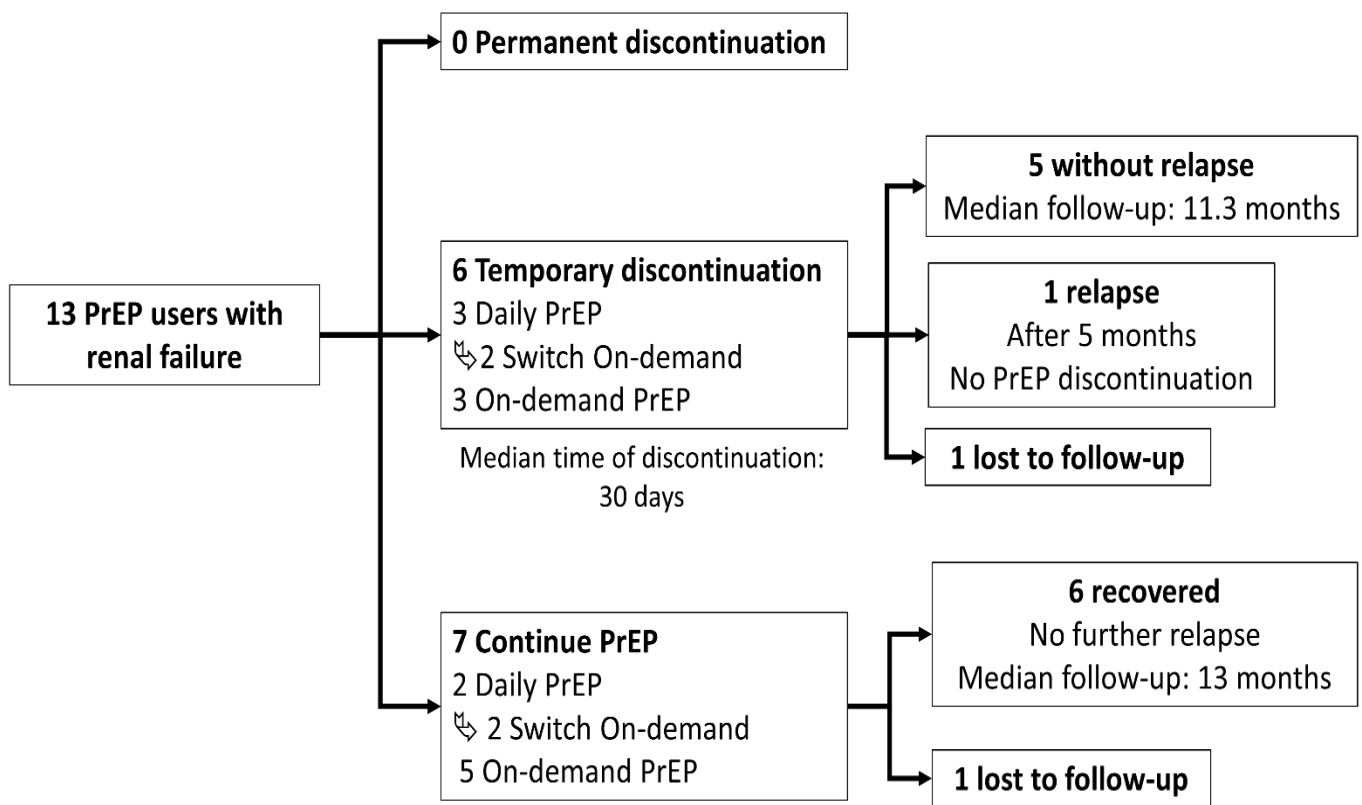 0 Permanent discontinuation
13 PrEP users with
renal failure
6 Temporary discontinuation
3 Daily PrEP
⮱2 Switch On-demand
3 On-demand PrEP
Median time of discontinuation:
30 days
5 without relapse
Median follow-up: 11.3 months
1 relapse
After 5 months
No PrEP discontinuation
1 lost to follow-up
7 Continue PrEP
2 Daily PrEP
⮱ 2 Switch On-demand
5 On-demand PrEP
6 recovered
No further relapse
Median follow-up: 13 months
1 lost to follow-up